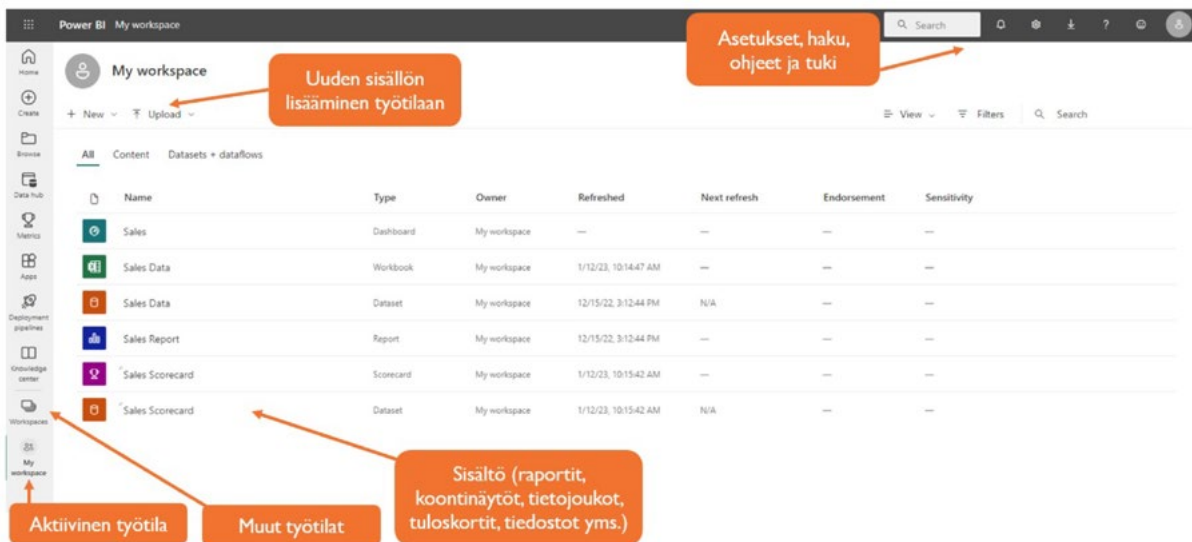 Power BI My workspace
Search
Asetukset, haku,
ohjeet ja tuki
Home
My workspace
Uuden sisällön
lisääminen työtilaan
Create
+ New
Upload
View
Filters
Search
Browse
All Content Datasets + dataflows
Data hub
Name Type Owner Refreshed Next refresh Endorsement Sensitivity
Metrics
Sales Dashboard My workspace — — — —
Apps
Sales Data Workbook My workspace 1/12/23, 10:14:47 AM — — —
Deployment
pipelines
Sales Data Dataset My workspace 12/15/22, 3:12:44 PM N/A — —
Sales Report Report My workspace 12/15/22, 3:12:44 PM — — —
Knowledge
center
Sales Scorecard Scorecard My workspace 1/12/23, 10:15:42 AM — — —
Workspaces
Sales Scorecard Dataset My workspace 1/12/23, 10:15:42 AM N/A — —
My
workspace
Sisältö (raportit,
koontinäytöt, tietojoukot,
tuloskortit, tiedostot yms.)
Aktiivinen työtila
Muut työtilat